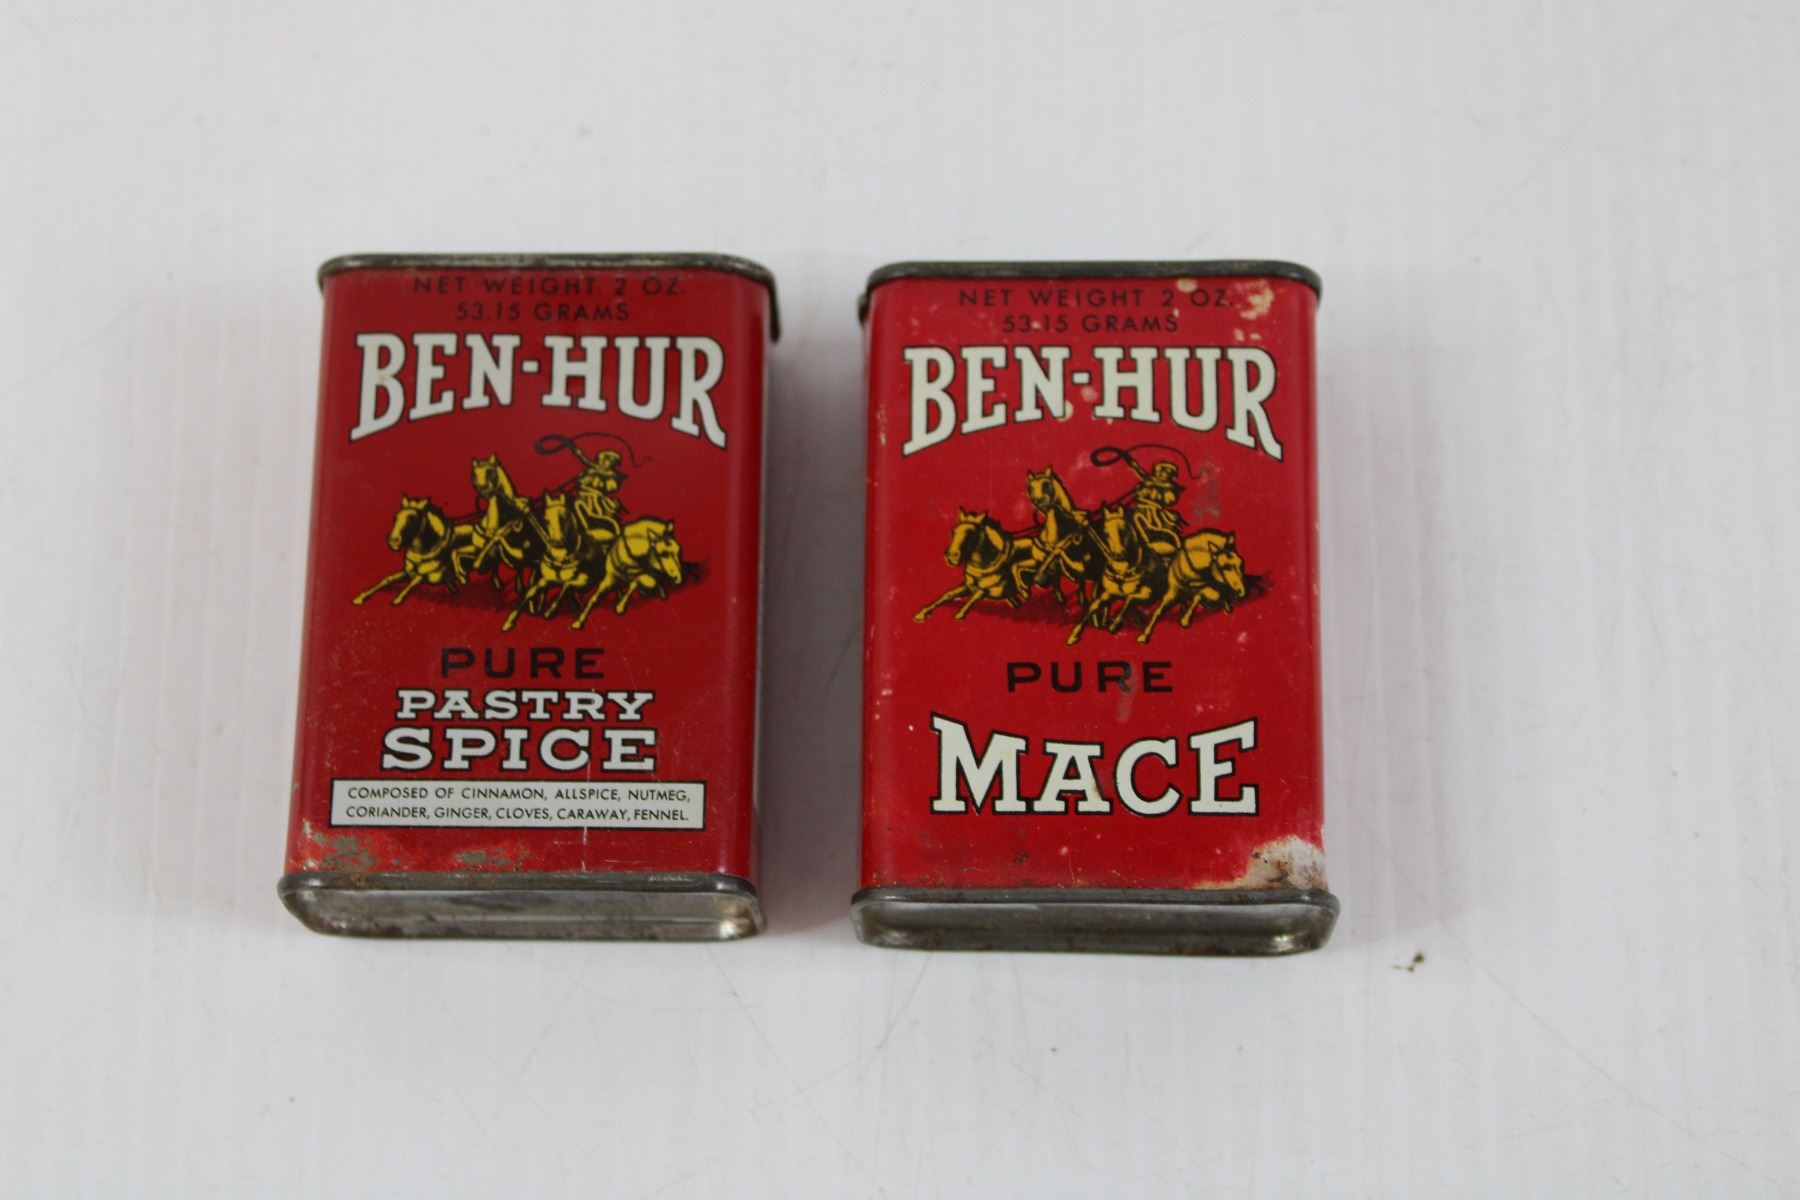 NET WEIGHT 2 OZ.
53.15 GRAMS
BEN-HUR
PURE
PASTRY
SPICE
COMPOSED OF CINNAMON, ALLSPICE, NUTMEG,
CORIANDER, GINGER, CLOVES, CARAWAY, FENNEL.
NET WEIGHT 2 OZ.
53.15 GRAMS
BEN-HUR
PURE
MACE